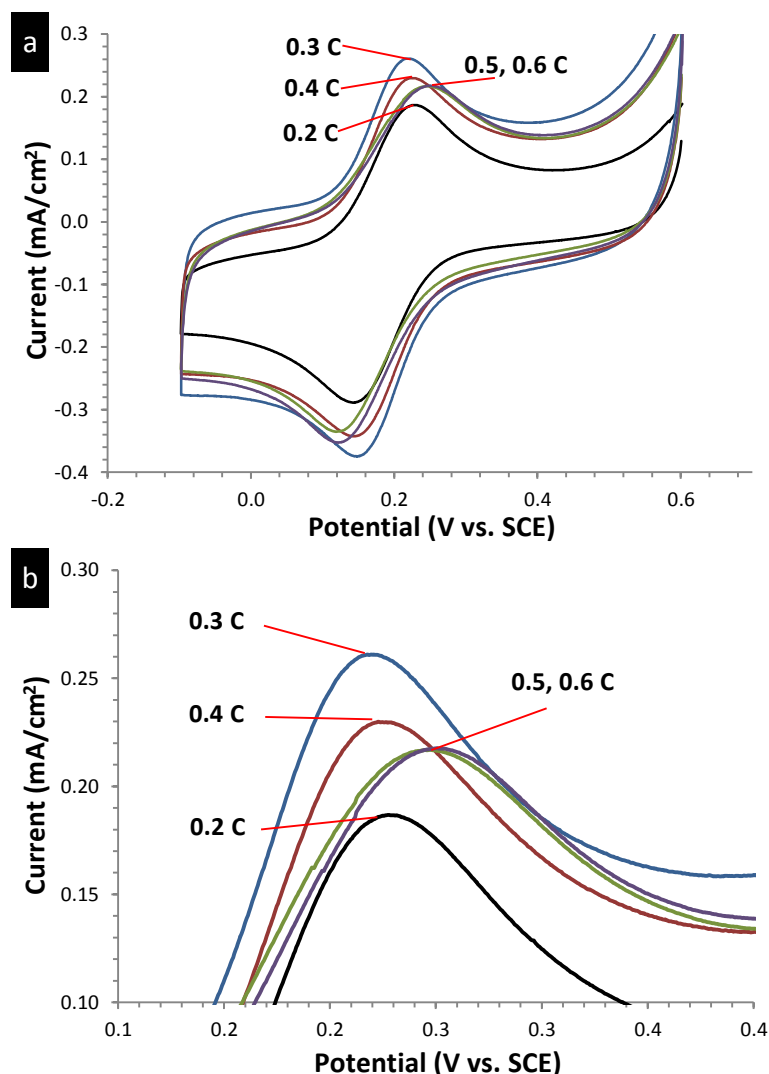 a
0.3
0.3 C
0.5, 0.6 C
0.4 C
0.2
0.2 C
0.1
0.0
-0.1
-0.2
-0.3
-0.4
Current (mA/cm²)
-0.2 0.0 0.2 0.4 0.6
Potential (V vs. SCE)
b
0.30
0.3 C
0.5, 0.6 C
0.25
0.4 C
0.20
0.2 C
0.15
0.10
Current (mA/cm²)
0.1 0.2 0.2 0.3 0.3 0.4 0.4
Potential (V vs. SCE)